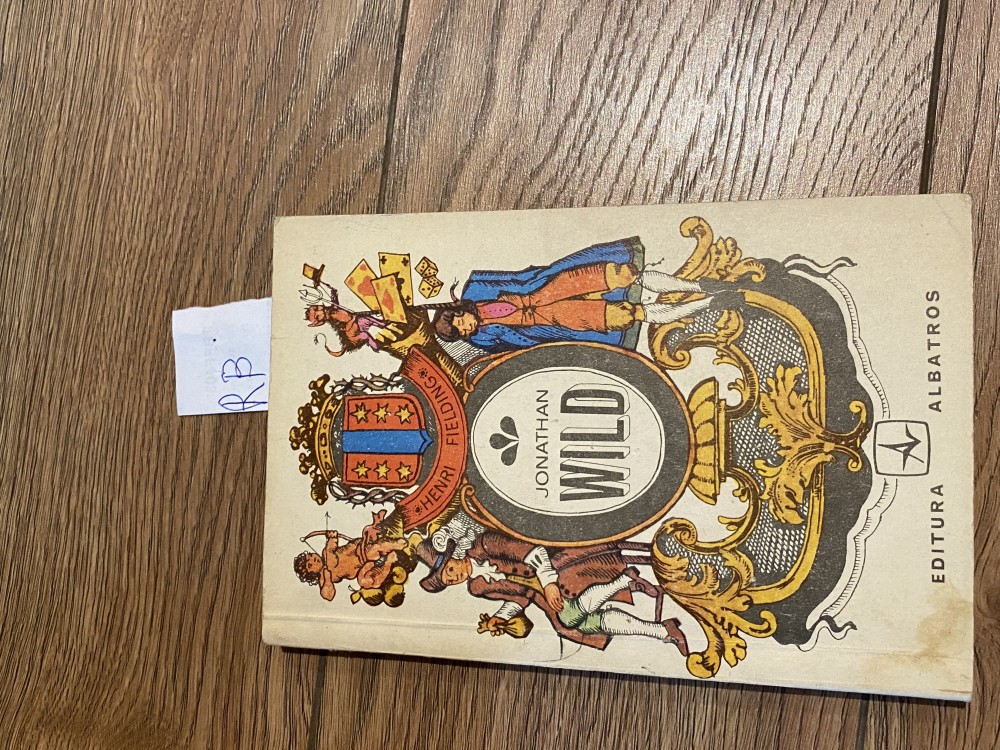 RB
HENRI FIELDING
JONATHAN
WILD
EDITURA ALBATROS